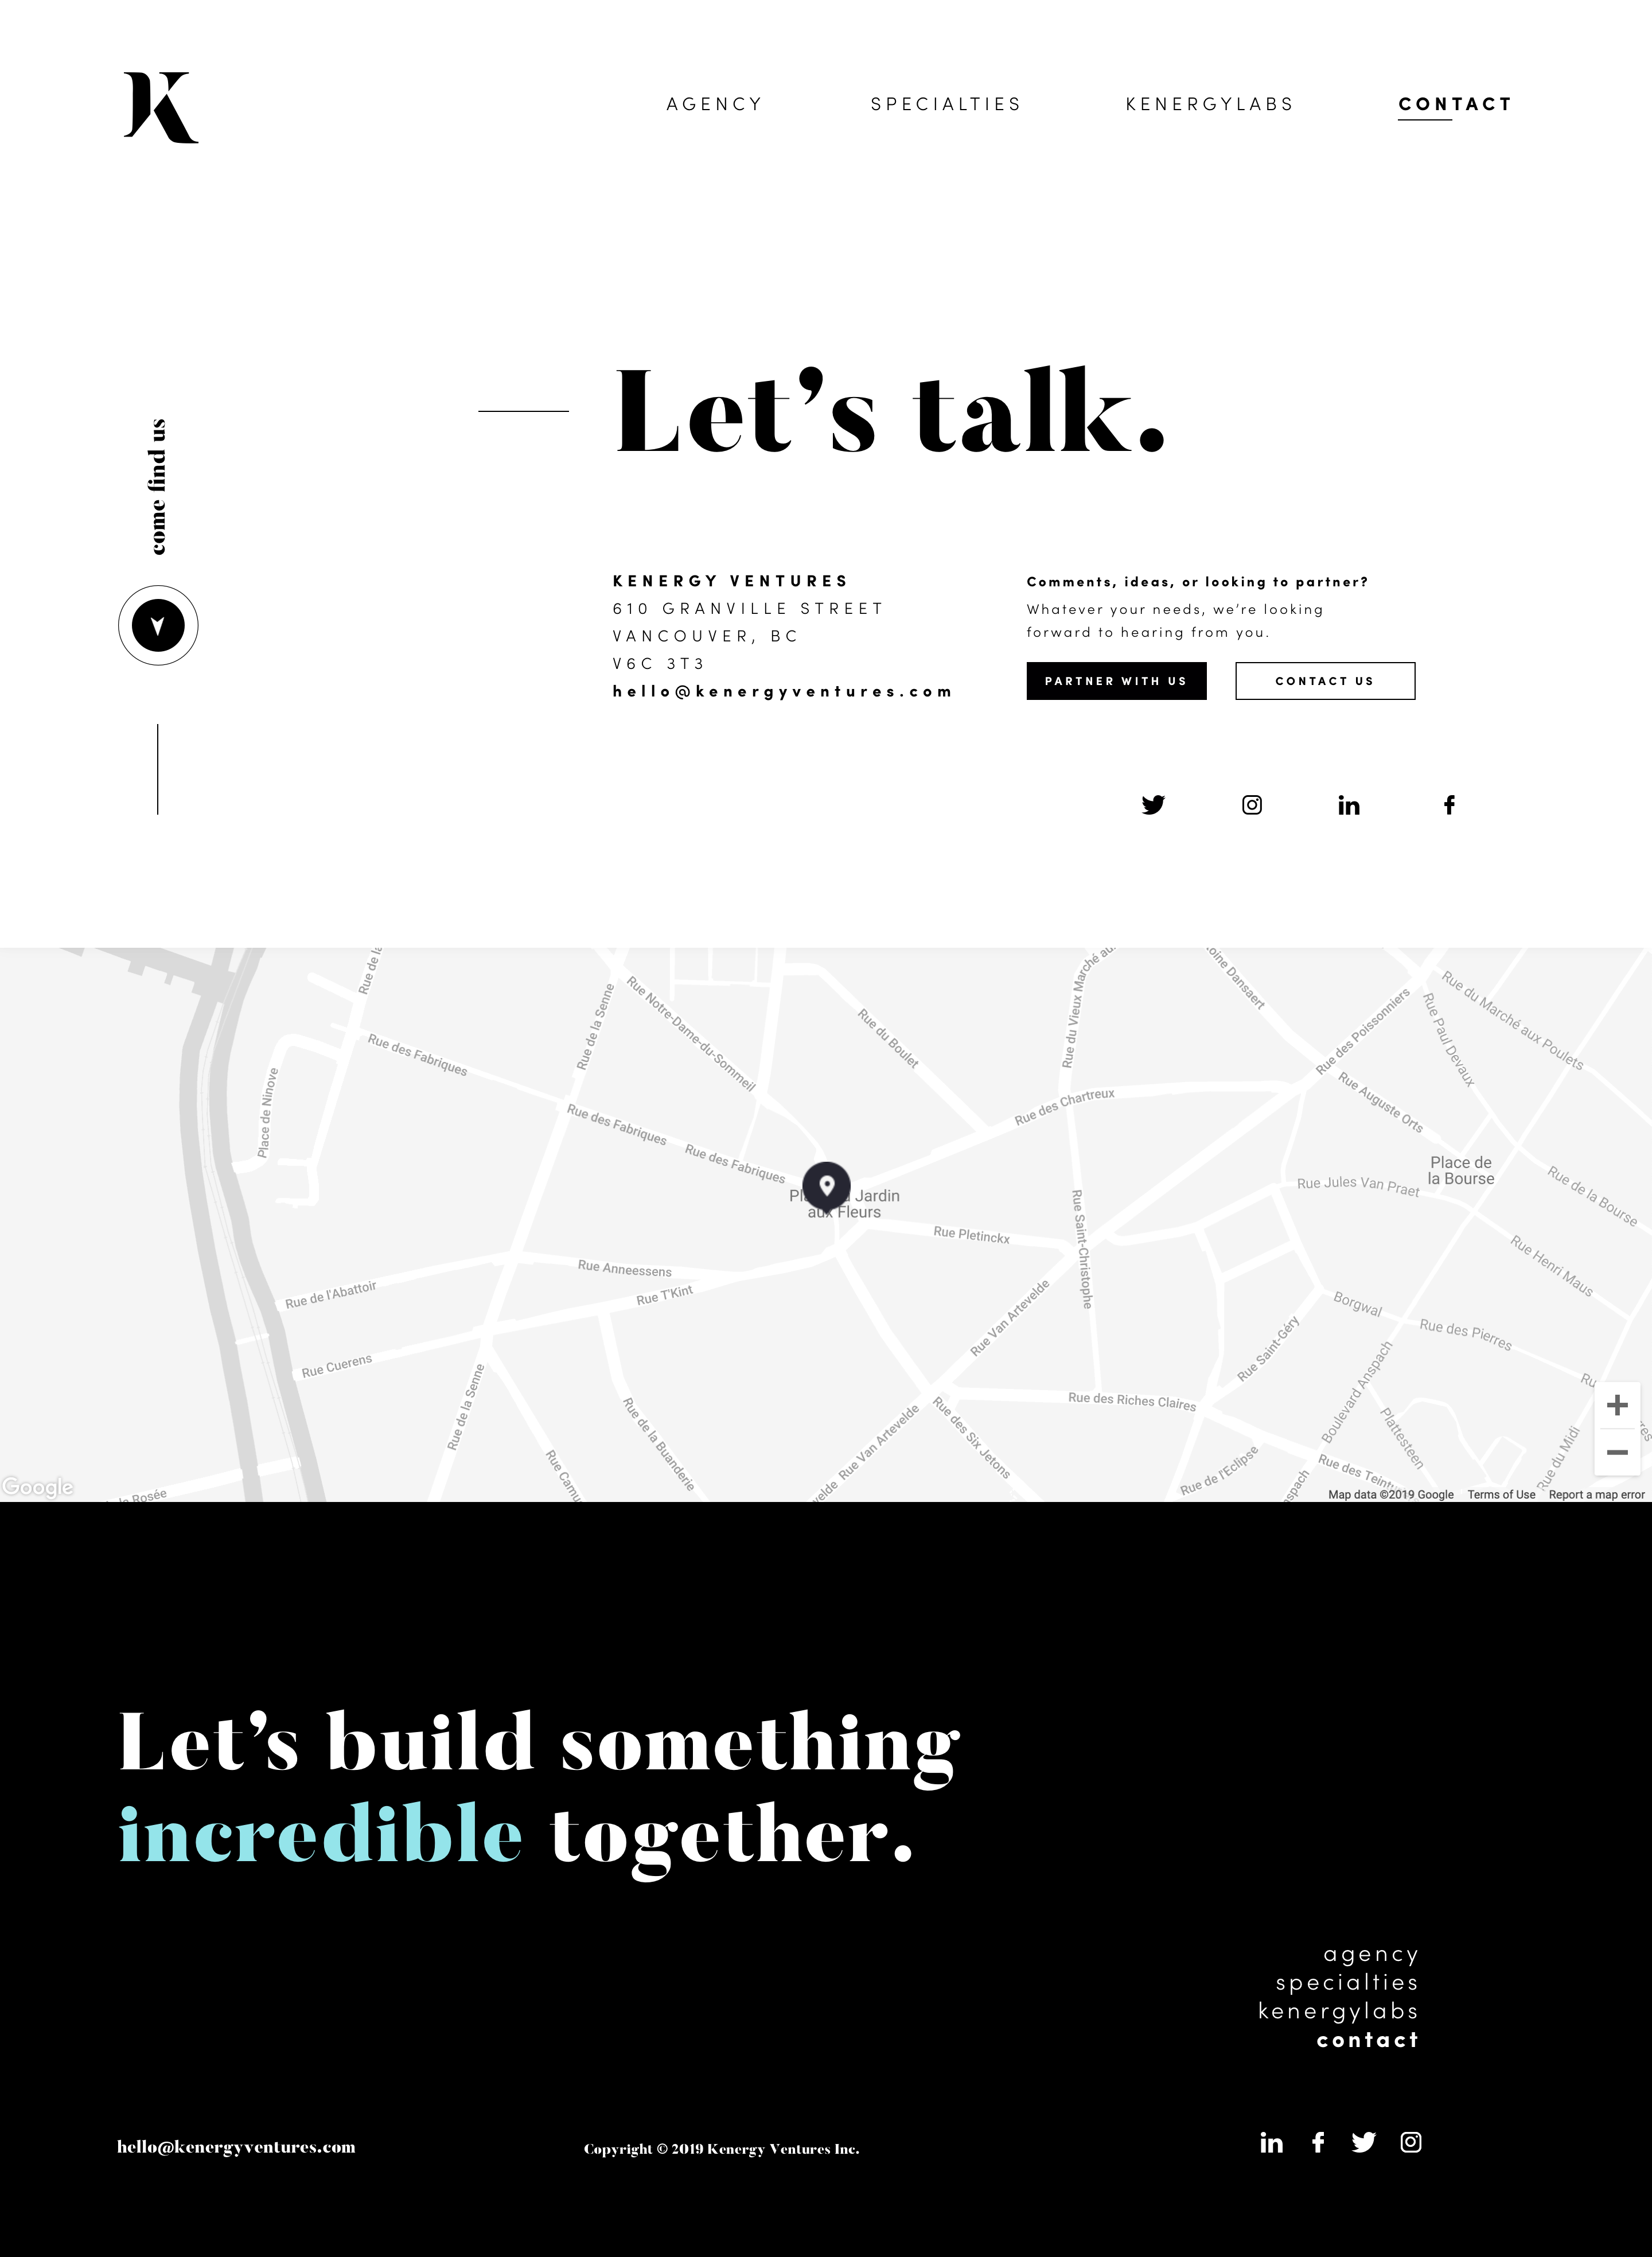 K
AGENCY
SPECIALTIES
KENERGYLABS
CONTACT
Let's talk.
come find us
KENERGY VENTURES
610 GRANVILLE STREET
VANCOUVER, BC
V6C 3T3
hello@kenergyventures.com
Comments, ideas, or looking to partner?
Whatever your needs, we're looking
forward to hearing from you.
PARTNER WITH US
CONTACT US
Rue de la
Rue de la Senne
Rue Notre-Dame-du-Sommeil
Rue du Boulet
Rue du Vieux Marché
Dansaert
Rue des Poissonniers
Rue Paul Devaux
Rue du Marché aux Poulets
Rue des Fabriques
Place de Ninove
Rue des Fabriques
Rue des Fabriques
Rue des Chartreux
Rue Auguste Orts
Place de
la Bourse
Rue Jules Van Praet
Rue de la Bourse
Jardin
aux Fleurs
Rue Saint-Christophe
Rue Pletinckx
Rue Henri Maus
Rue Anneessens
Rue T'Kint
Rue de l'Abattoir
Rue Van Artevelde
Borgwal
Rue des Pierres
Rue Saint-Géry
Rue Cuerens
Boulevard Anspach
Rue de la Senne
Rue de la Buanderie
Rue des Riches Claires
Rue des Six Jetons
Rue Van Artevelde
Plattesteen
Rue du Midi
Rue
Rue de l'Eclipse
Rue des
Rosée
Google
Map data ©2019 Google
Terms of Use
Report a map error
Let's build something
incredible together.
agency
specialties
kenergylabs
contact
hello@kenergyventures.com
Copyright © 2019 Kenergy Ventures Inc.